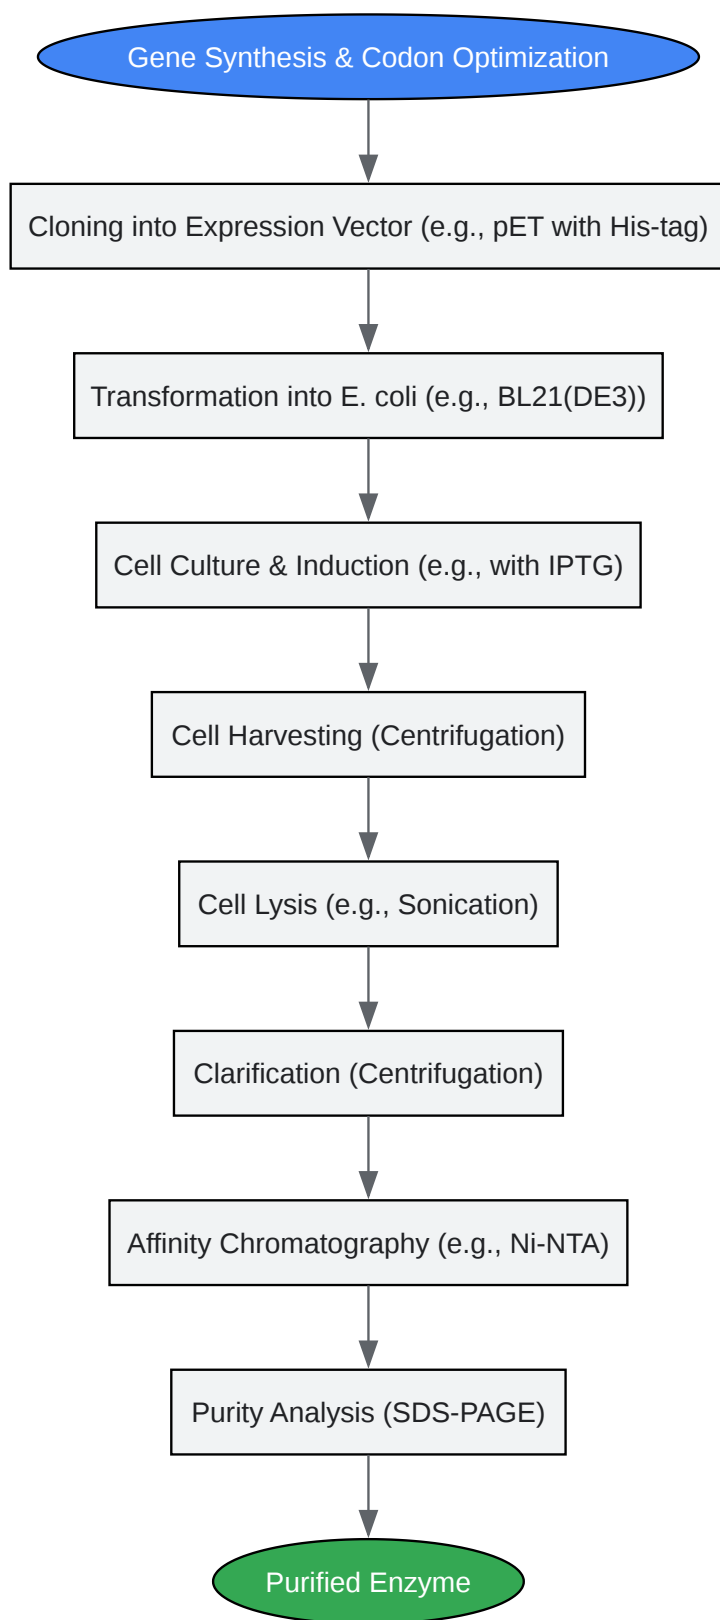 Gene Synthesis & Codon Optimization
Cloning into Expression Vector (e.g., pET with His-tag)
Transformation into E. coli (e.g., BL21(DE3))
Cell Culture & Induction (e.g., with IPTG)
Cell Harvesting (Centrifugation)
Cell Lysis (e.g., Sonication)
Clarification (Centrifugation)
Affinity Chromatography (e.g., Ni-NTA)
Purity Analysis (SDS-PAGE)
Purified Enzyme